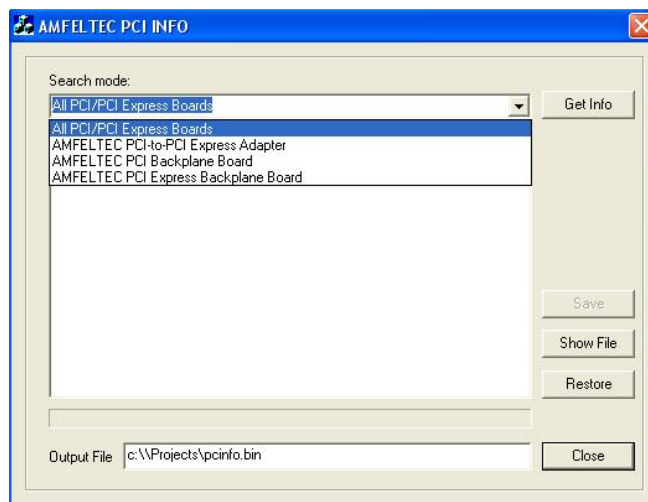 AMFELTEC PCI INFO
Search mode:
All PCI/PCI Express Boards
Get Info
All PCI/PCI Express Boards
AMFELTEC PCI-to-PCI Express Adapter
AMFELTEC PCI Backplane Board
AMFELTEC PCI Express Backplane Board
Save
Show File
Restore
Output File
c:\\Projects\pcinfo.bin
Close